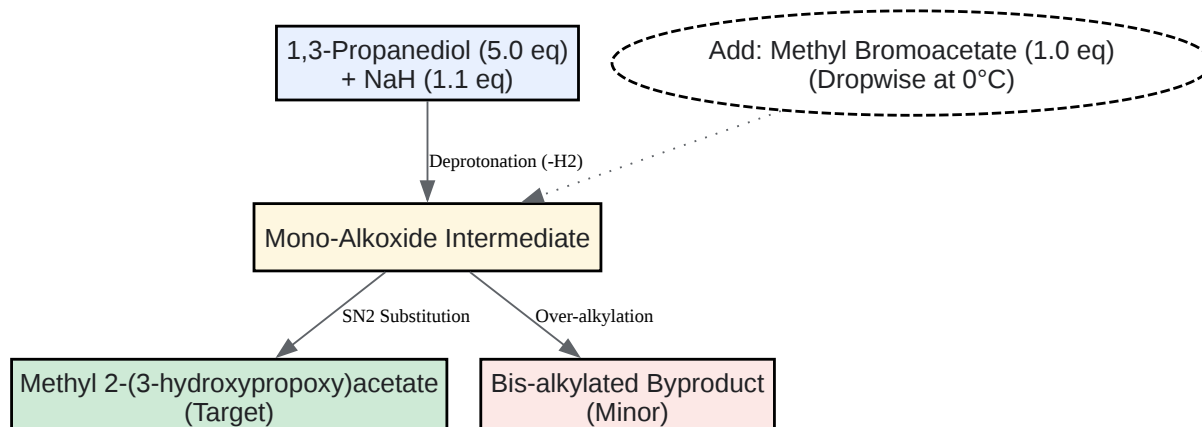 1,3-Propanediol (5.0 eq)
+ NaH (1.1 eq)
Add: Methyl Bromoacetate (1.0 eq)
(Dropwise at 0°C)
Deprotonation (-H2)
Mono-Alkoxide Intermediate
SN2 Substitution
Over-alkylation
Methyl 2-(3-hydroxypropoxy)acetate
(Target)
Bis-alkylated Byproduct
(Minor)